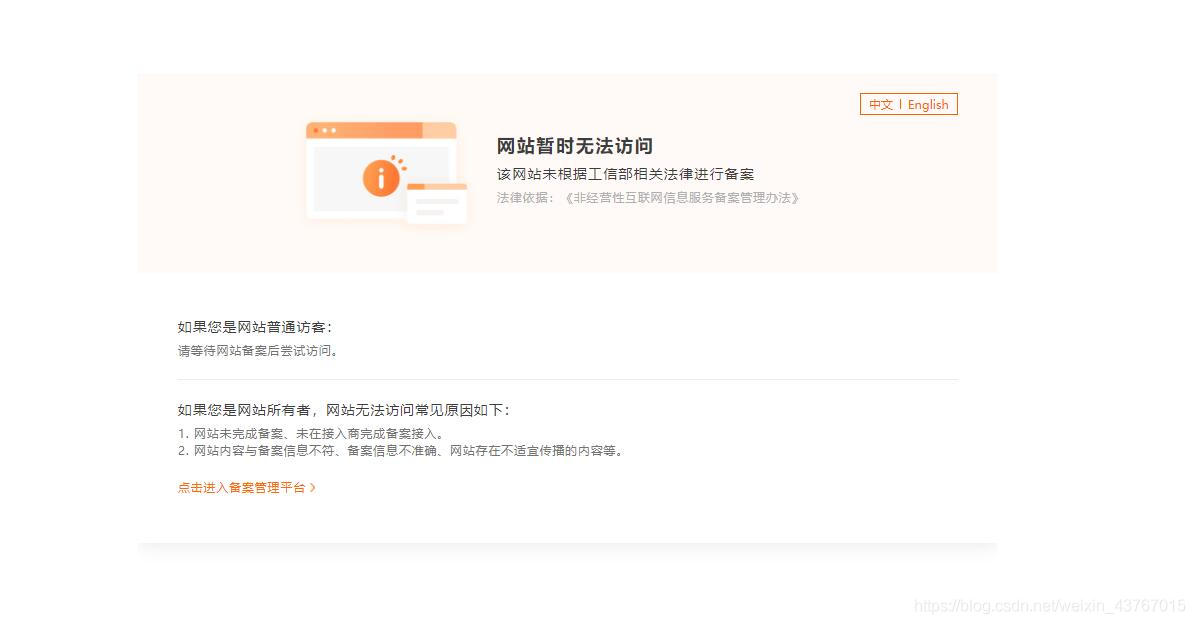 中文 | English
网站暂时无法访问
该网站未根据工信部相关法律进行备案
法律依据：《非经营性互联网信息服务备案管理办法》
如果您是网站普通访客：
请等待网站备案后尝试访问。
如果您是网站所有者，网站无法访问常见原因如下：
1. 网站未完成备案、未在接入商完成备案接入。
2. 网站内容与备案信息不符、备案信息不准确、网站存在不适宜传播的内容等。
点击进入备案管理平台 >
https://blog.csdn.net/weixin_43767015